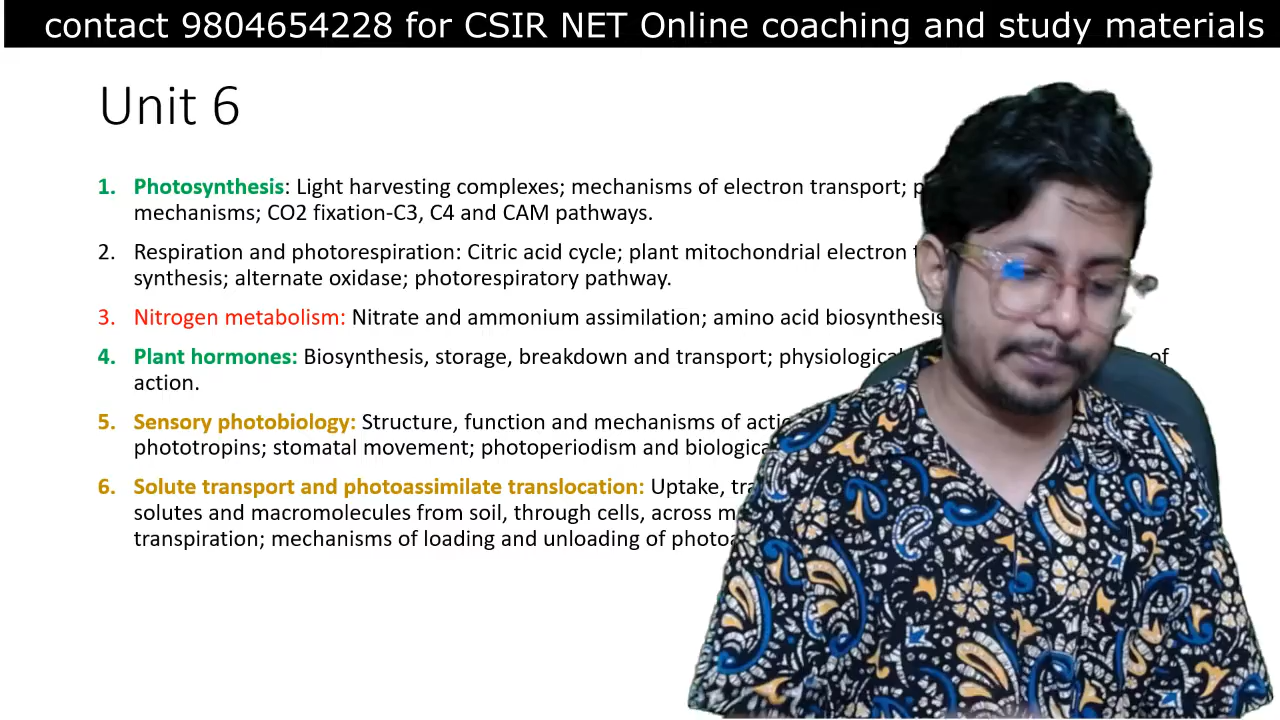 contact 9804654228 for CSIR NET Online coaching and study materials
Unit 6
1. Photosynthesis: Light harvesting complexes; mechanisms of electron transport;
mechanisms; CO2 fixation-C3, C4 and CAM pathways.
2. Respiration and photorespiration: Citric acid cycle; plant mitochondrial electron
synthesis; alternate oxidase; photorespiratory pathway.
3. Nitrogen metabolism: Nitrate and ammonium assimilation; amino acid biosynthesis
4. Plant hormones: Biosynthesis, storage, breakdown and transport; physiological of
action.
5. Sensory photobiology: Structure, function and mechanisms of
phototropins; stomatal movement; photoperiodism and
6. Solute transport and photoassimilate translocation: Uptake,
solutes and macromolecules from soil, through cells, across
transpiration; mechanisms of loading and unloading of